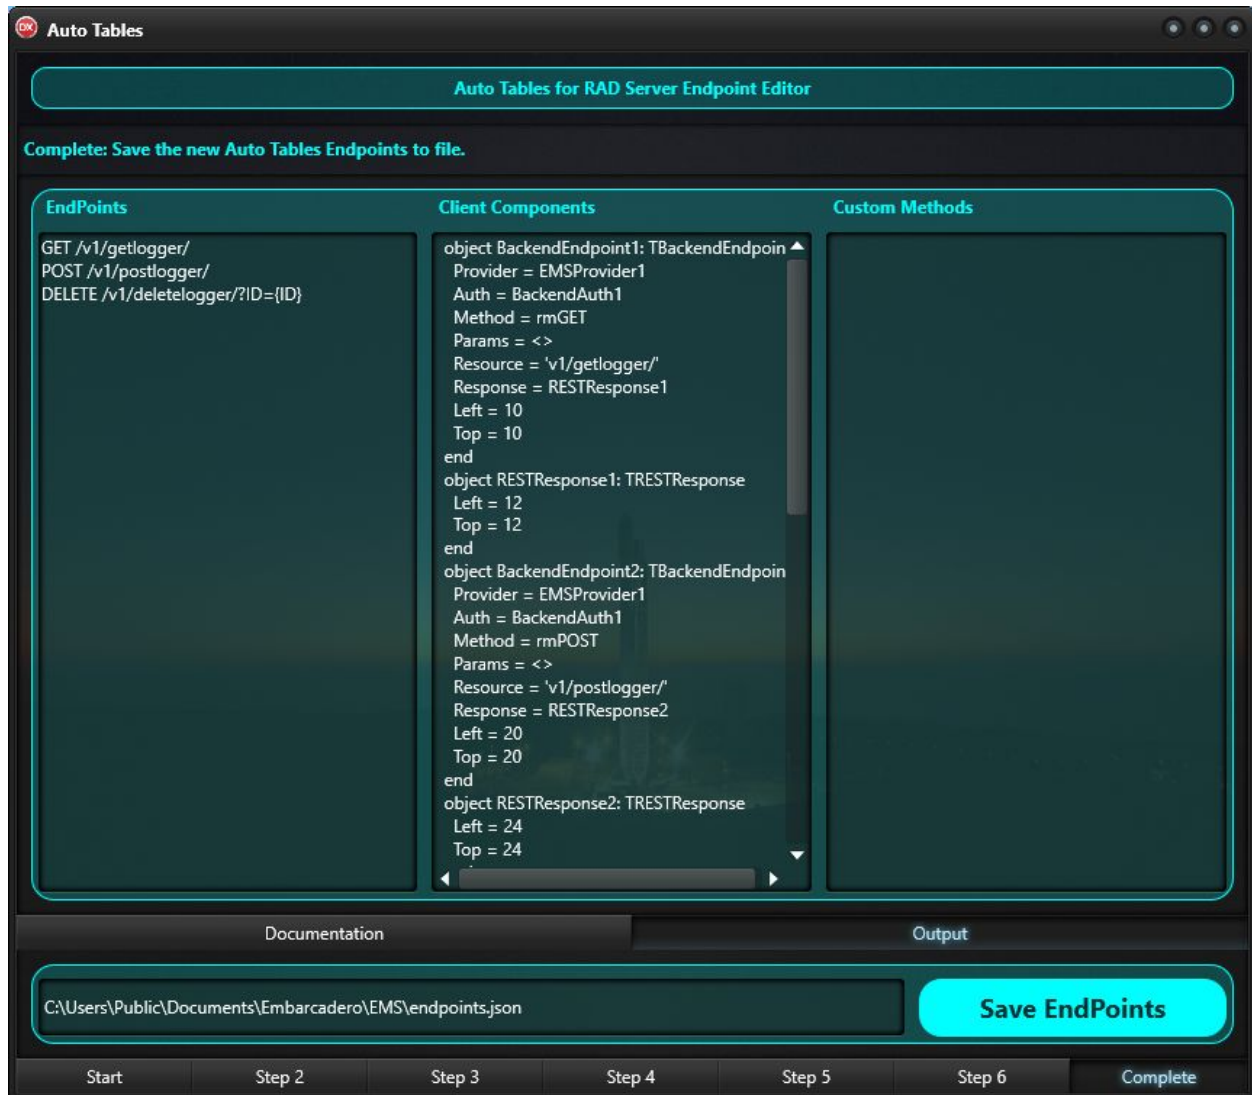 DX Auto Tables
Auto Tables for RAD Server Endpoint Editor
Complete: Save the new Auto Tables Endpoints to file.
EndPoints
GET /v1/getlogger/
POST /v1/postlogger/
DELETE /v1/deletelogger/?ID={ID}
Client Components
object BackendEndpoint1: TBackendEndpoin
Provider = EMSProvider1
Auth = BackendAuth1
Method = rmGET
Params = <>
Resource = 'v1/getlogger/'
Response = RESTResponse1
Left = 10
Top = 10
end
object RESTResponse1: TRESTResponse
Left = 12
Top = 12
end
object BackendEndpoint2: TBackendEndpoin
Provider = EMSProvider1
Auth = BackendAuth1
Method = rmPOST
Params = <>
Resource = 'v1/postlogger/'
Response = RESTResponse2
Left = 20
Top = 20
end
object RESTResponse2: TRESTResponse
Left = 24
Top = 24
Custom Methods
Documentation
Output
C:\Users\Public\Documents\Embarcadero\EMS\endpoints.json
Save EndPoints
Start
Step 2
Step 3
Step 4
Step 5
Step 6
Complete